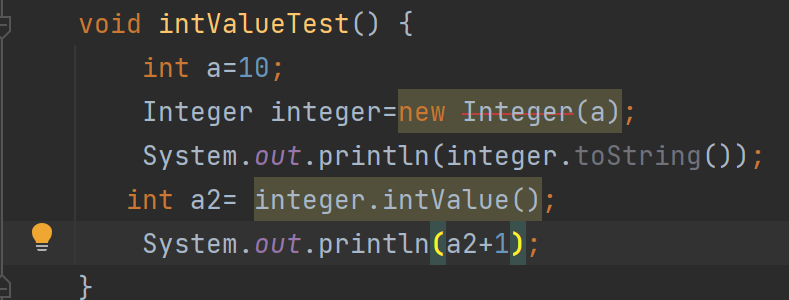 void intValueTest() {
int a=10;
Integer integer=new Integer(a);
System.out.println(integer.toString());
int a2= integer.intValue();
System.out.println(a2+1);
}